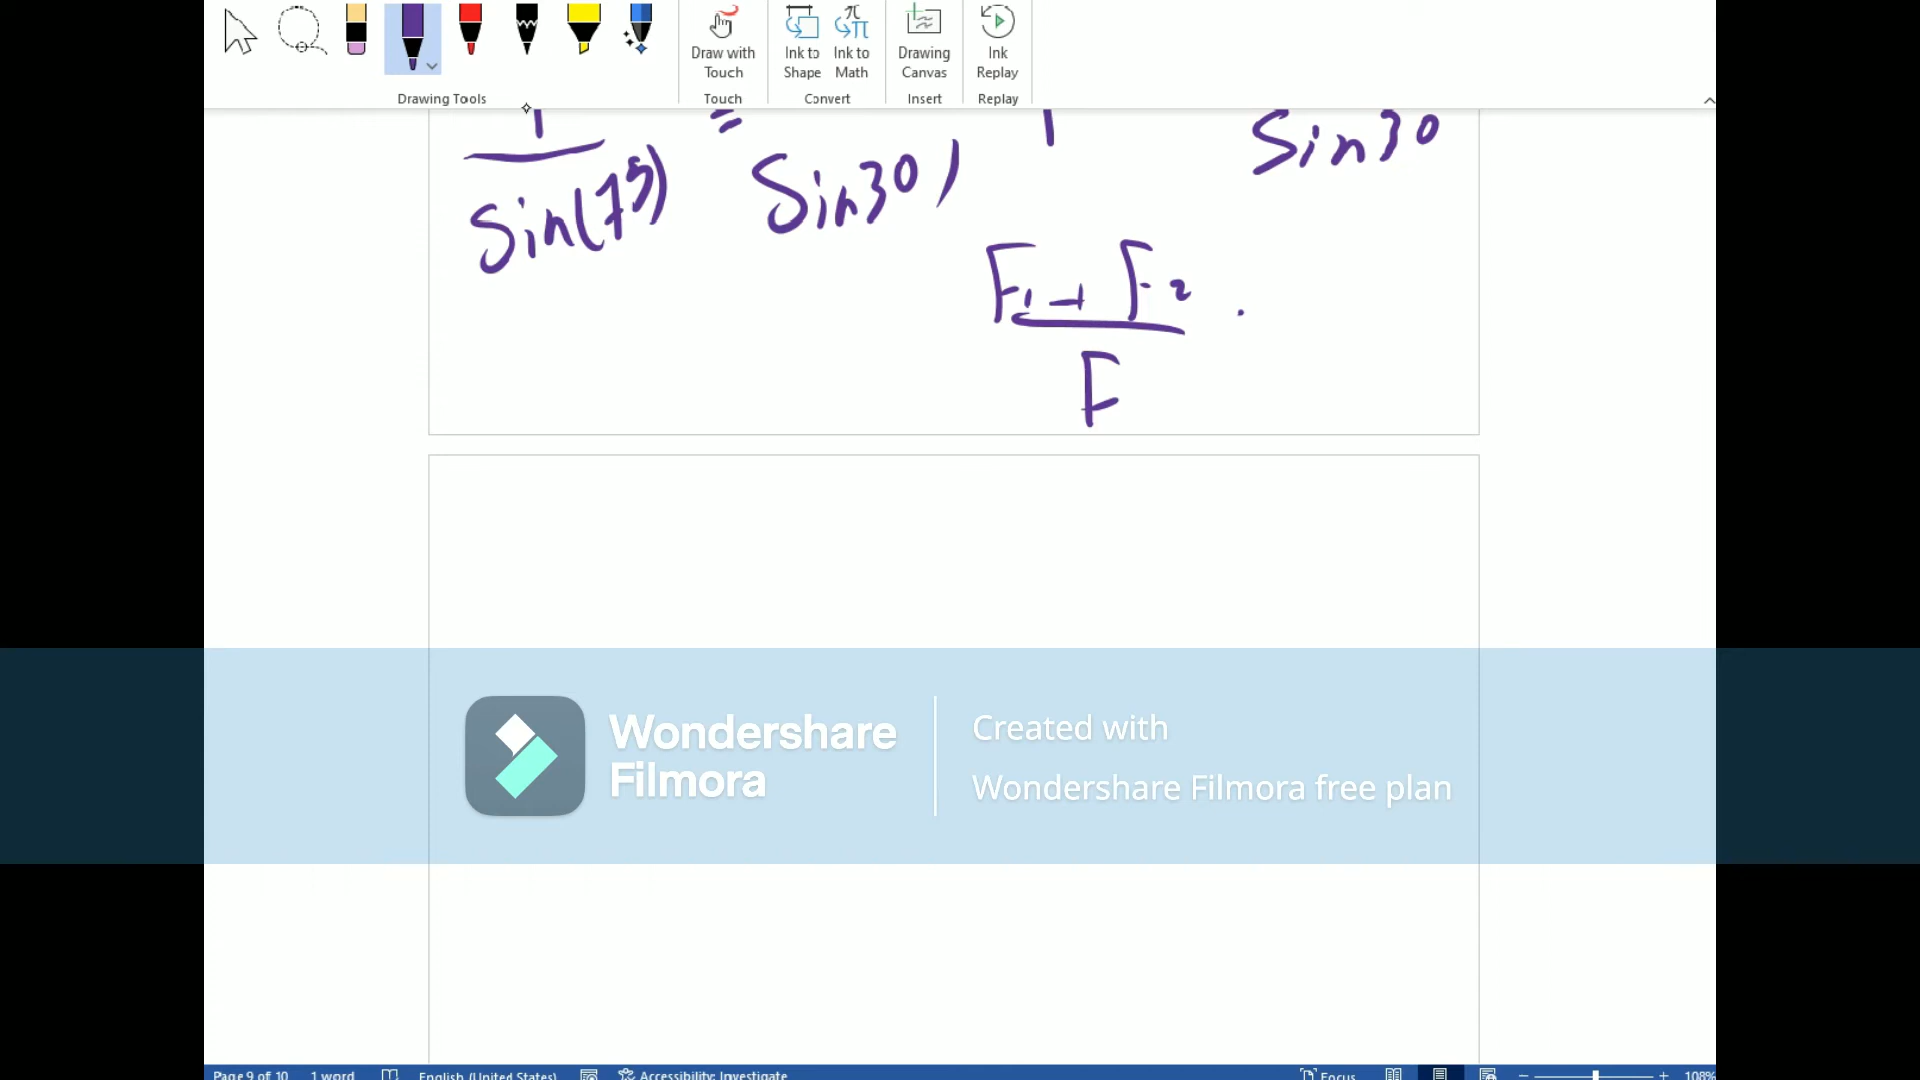 Draw with Touch
Ink to Shape
Ink to Math
Drawing Canvas
Ink Replay
Drawing Tools
Touch
Convert
Insert
Replay
=
Sin(75)
Sin30)
Sin30
F1 - F2
F
Wondershare Filmora
Created with
Wondershare Filmora free plan
Page 9 of 10 1 word English (United States) Accessibility: Investigate Focus 108%